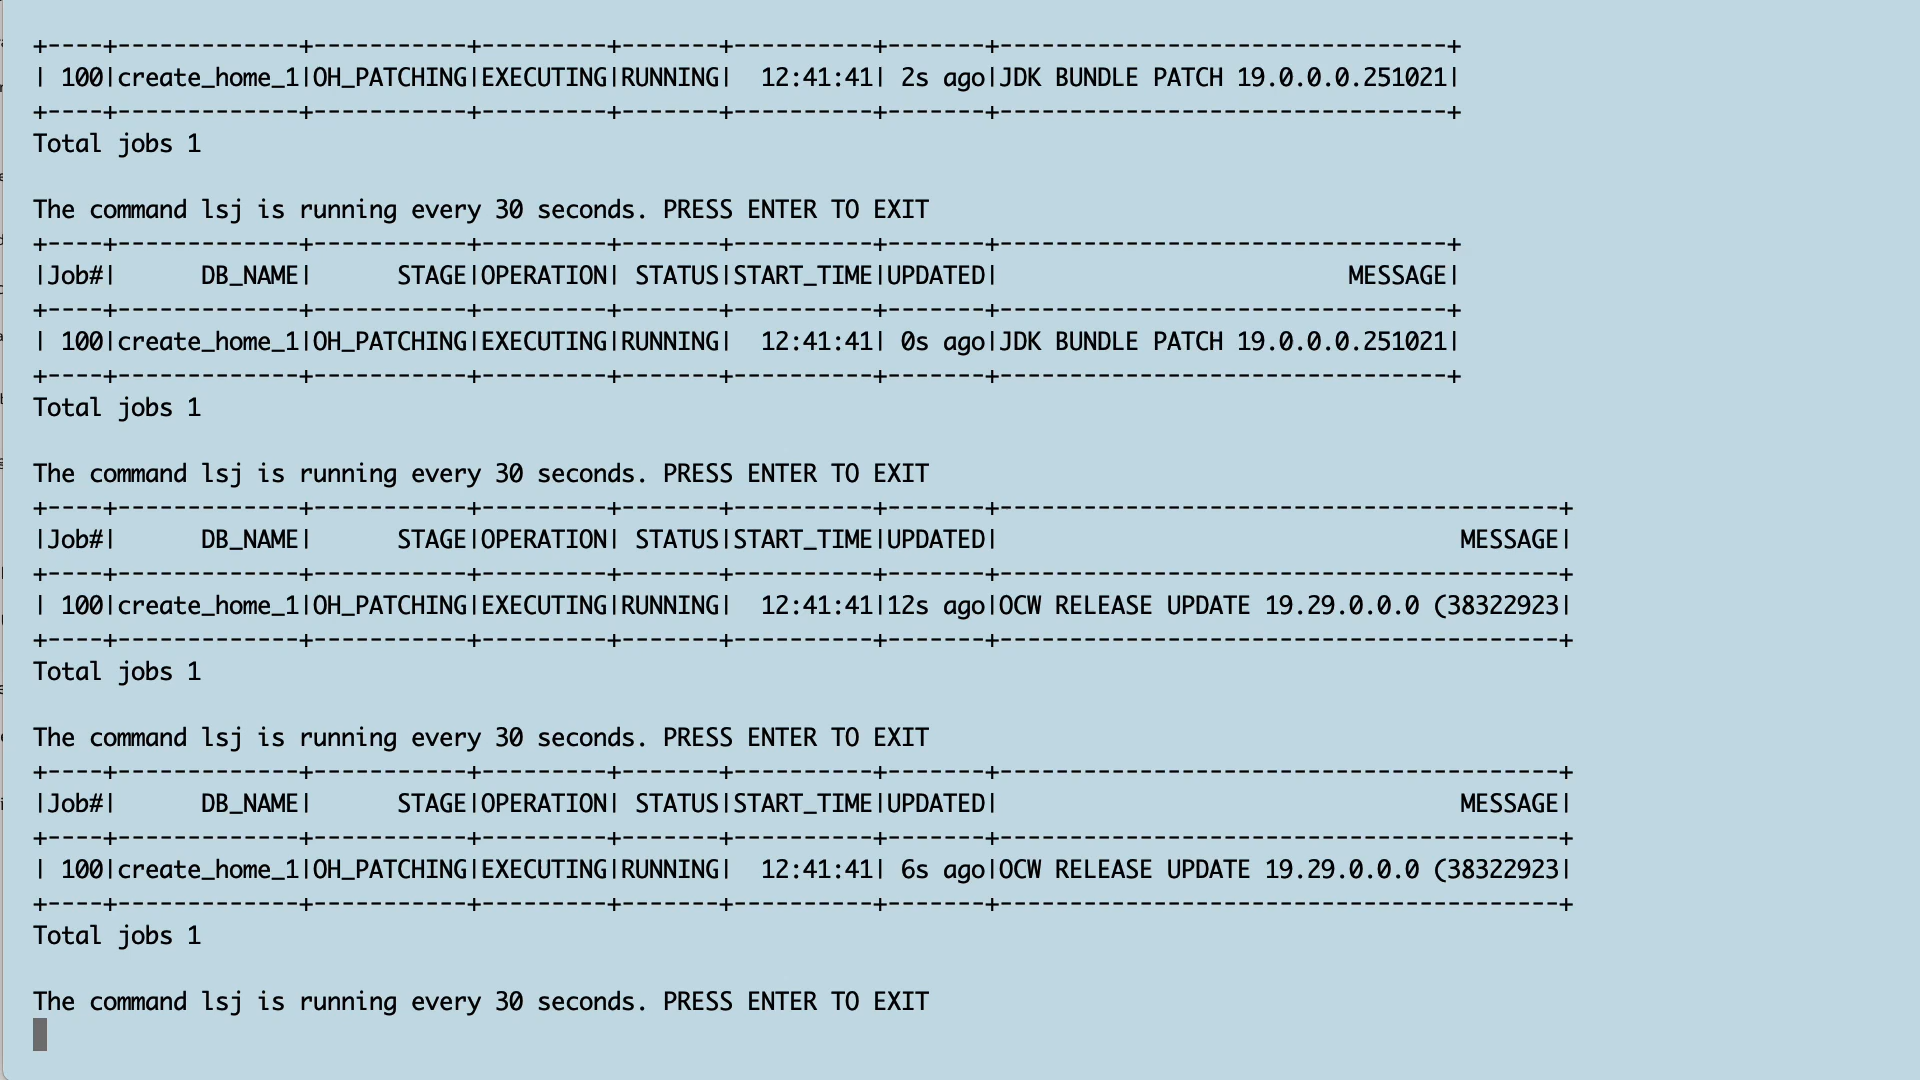 +----+-------------+-----------+---------+-------+----------+-------+--------------------------------+
| 100|create_home_1|OH_PATCHING|EXECUTING|RUNNING|  12:41:41| 2s ago|JDK BUNDLE PATCH 19.0.0.0.251021|
+----+-------------+-----------+---------+-------+----------+-------+--------------------------------+
Total jobs 1
The command lsj is running every 30 seconds. PRESS ENTER TO EXIT
+----+-------------+-----------+---------+-------+----------+-------+--------------------------------+
|Job#|      DB_NAME|      STAGE|OPERATION| STATUS|START_TIME|UPDATED|                         MESSAGE|
+----+-------------+-----------+---------+-------+----------+-------+--------------------------------+
| 100|create_home_1|OH_PATCHING|EXECUTING|RUNNING|  12:41:41| 0s ago|JDK BUNDLE PATCH 19.0.0.0.251021|
+----+-------------+-----------+---------+-------+----------+-------+--------------------------------+
Total jobs 1
The command lsj is running every 30 seconds. PRESS ENTER TO EXIT
+----+-------------+-----------+---------+-------+----------+-------+----------------------------------------+
|Job#|      DB_NAME|      STAGE|OPERATION| STATUS|START_TIME|UPDATED|                                 MESSAGE|
+----+-------------+-----------+---------+-------+----------+-------+----------------------------------------+
| 100|create_home_1|OH_PATCHING|EXECUTING|RUNNING|  12:41:41|12s ago|OCW RELEASE UPDATE 19.29.0.0.0 (38322923|
+----+-------------+-----------+---------+-------+----------+-------+----------------------------------------+
Total jobs 1
The command lsj is running every 30 seconds. PRESS ENTER TO EXIT
+----+-------------+-----------+---------+-------+----------+-------+----------------------------------------+
|Job#|      DB_NAME|      STAGE|OPERATION| STATUS|START_TIME|UPDATED|                                 MESSAGE|
+----+-------------+-----------+---------+-------+----------+-------+----------------------------------------+
| 100|create_home_1|OH_PATCHING|EXECUTING|RUNNING|  12:41:41| 6s ago|OCW RELEASE UPDATE 19.29.0.0.0 (38322923|
+----+-------------+-----------+---------+-------+----------+-------+----------------------------------------+
Total jobs 1
The command lsj is running every 30 seconds. PRESS ENTER TO EXIT